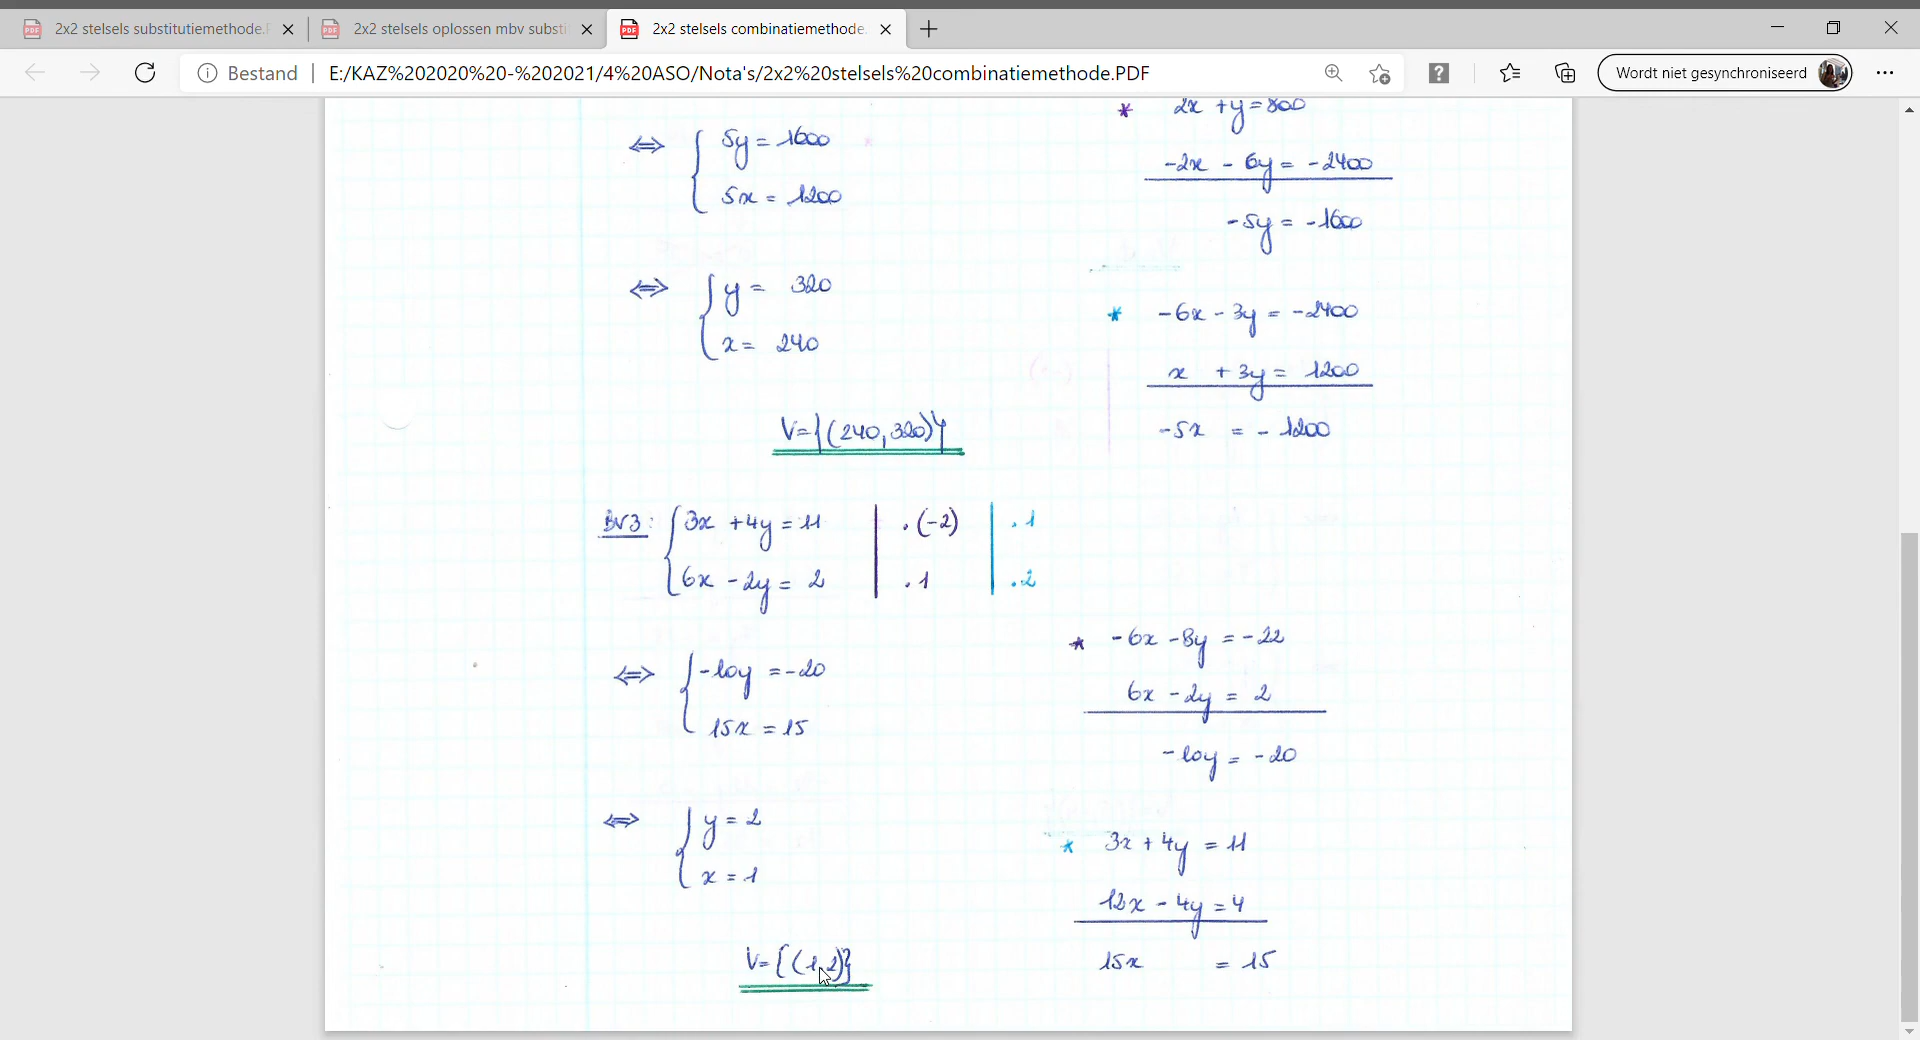 2x2 stelsels substitutiemethode.P
2x2 stelsels oplossen mbv substi
2x2 stelsels combinatiemethode.
Bestand
E:/KAZ%202020%20-%202021/4%20ASO/Nota's/2x2%20stelsels%20combinatiemethode.PDF
Wordt niet gesynchroniseerd
* 2x + y = 800
-2x - 6y = -2400
-5y = -1600
⇔ { 5y = 1600
5x = 1200
⇔ { y = 320
x = 240
* -6x - 3y = -2400
x + 3y = 1200
-5x = - 1200
V={(240,320)}
BV3: { 3x + 4y = 11 | . (-2) | . 1
6x - 2y = 2 | . 1 | . 2
* -6x - 8y = -22
6x - 2y = 2
-10y = -20
⇔ { -10y = -20
15x = 15
⇔ { y = 2
x = 1
* 3x + 4y = 11
12x - 4y = 4
15x = 15
V={(1,2)}